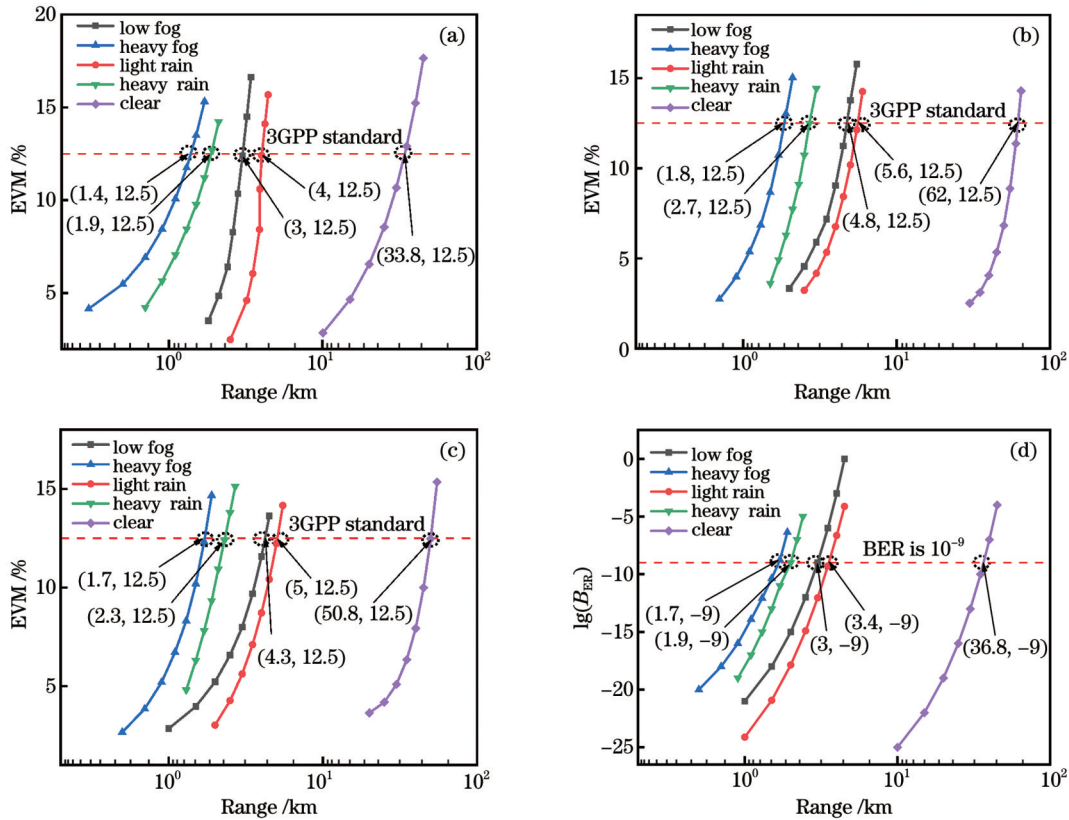 (a)
low fog
heavy fog
light rain
heavy rain
clear
3GPP standard
(1.4, 12.5)
(1.9, 12.5)
(4, 12.5)
(3, 12.5)
(33.8, 12.5)
EVM /%
20
15
10
5
10⁰
10¹
10²
Range /km
(b)
low fog
heavy fog
light rain
heavy rain
clear
3GPP standard
(1.8, 12.5)
(2.7, 12.5)
(5.6, 12.5)
(62, 12.5)
(4.8, 12.5)
EVM /%
15
10
5
0
10⁰
10¹
10²
Range /km
(c)
low fog
heavy fog
light rain
heavy rain
clear
3GPP standard
(1.7, 12.5)
(2.3, 12.5)
(5, 12.5)
(50.8, 12.5)
(4.3, 12.5)
EVM /%
15
10
5
10⁰
10¹
10²
Range /km
(d)
low fog
heavy fog
light rain
heavy rain
clear
BER is 10⁻⁹
(1.7, −9)
(1.9, −9)
(3.4, −9)
(3, −9)
(36.8, −9)
lg(B_ER)
0
−5
−10
−15
−20
−25
10⁰
10¹
10²
Range /km